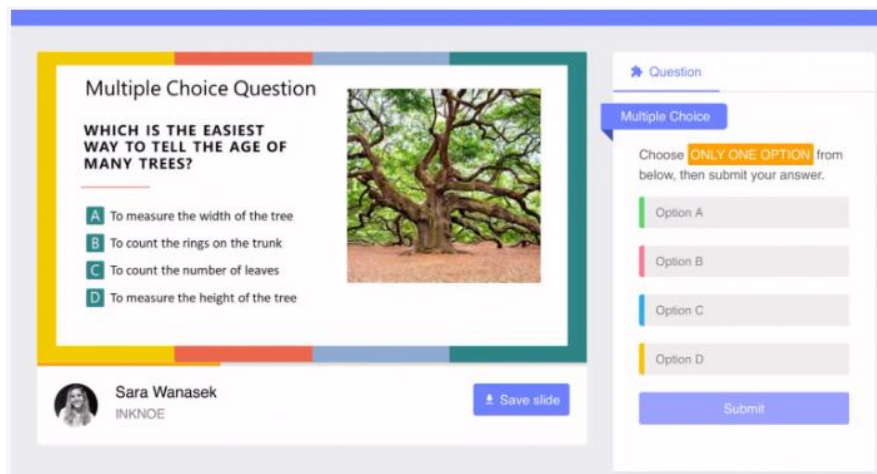 Multiple Choice Question
WHICH IS THE EASIEST
WAY TO TELL THE AGE OF
MANY TREES?
A To measure the width of the tree
B To count the rings on the trunk
C To count the number of leaves
D To measure the height of the tree
Sara Wanasek
INKNOE
Save slide
Question
Multiple Choice
Choose ONLY ONE OPTION from
below, then submit your answer.
Option A
Option B
Option C
Option D
Submit